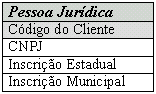 Pessoa Jurídica
Código do Cliente
CNPJ
Inscrição Estadual
Inscrição Municipal